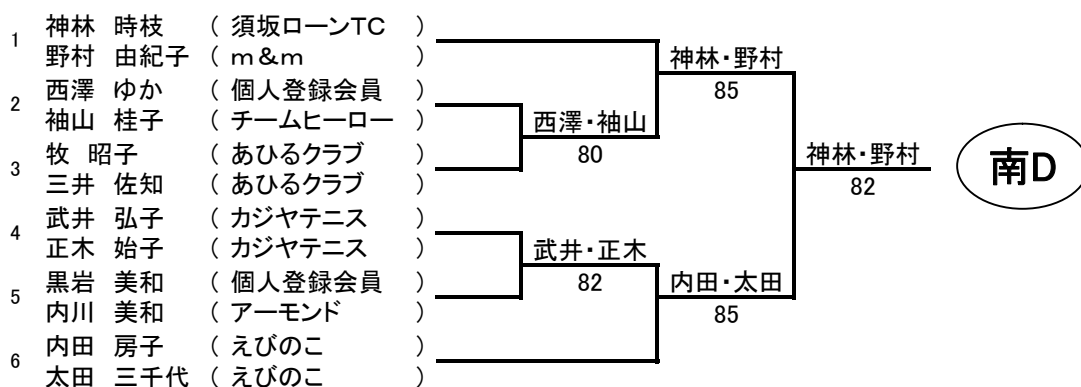 1 神林 時枝 ( 須坂ローンTC )
野村 由紀子 ( m&m )
2 西澤 ゆか ( 個人登録会員 )
袖山 桂子 ( チームヒーロー )
3 牧 昭子 ( あひるクラブ )
三井 佐知 ( あひるクラブ )
4 武井 弘子 ( カジヤテニス )
正木 始子 ( カジヤテニス )
5 黒岩 美和 ( 個人登録会員 )
内川 美和 ( アーモンド )
6 内田 房子 ( えびのこ )
太田 三千代 ( えびのこ )
西澤・袖山
80
武井・正木
82
神林・野村
85
内田・太田
85
神林・野村
82
南D